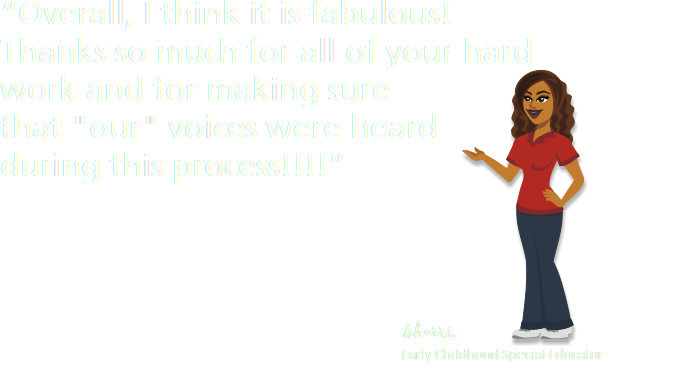 “Overall, I think it is fabulous!
Thanks so much for all of your hard
work and for making sure
that "our" voices were heard
during this process!!!!”
Early Childhood Special Educator